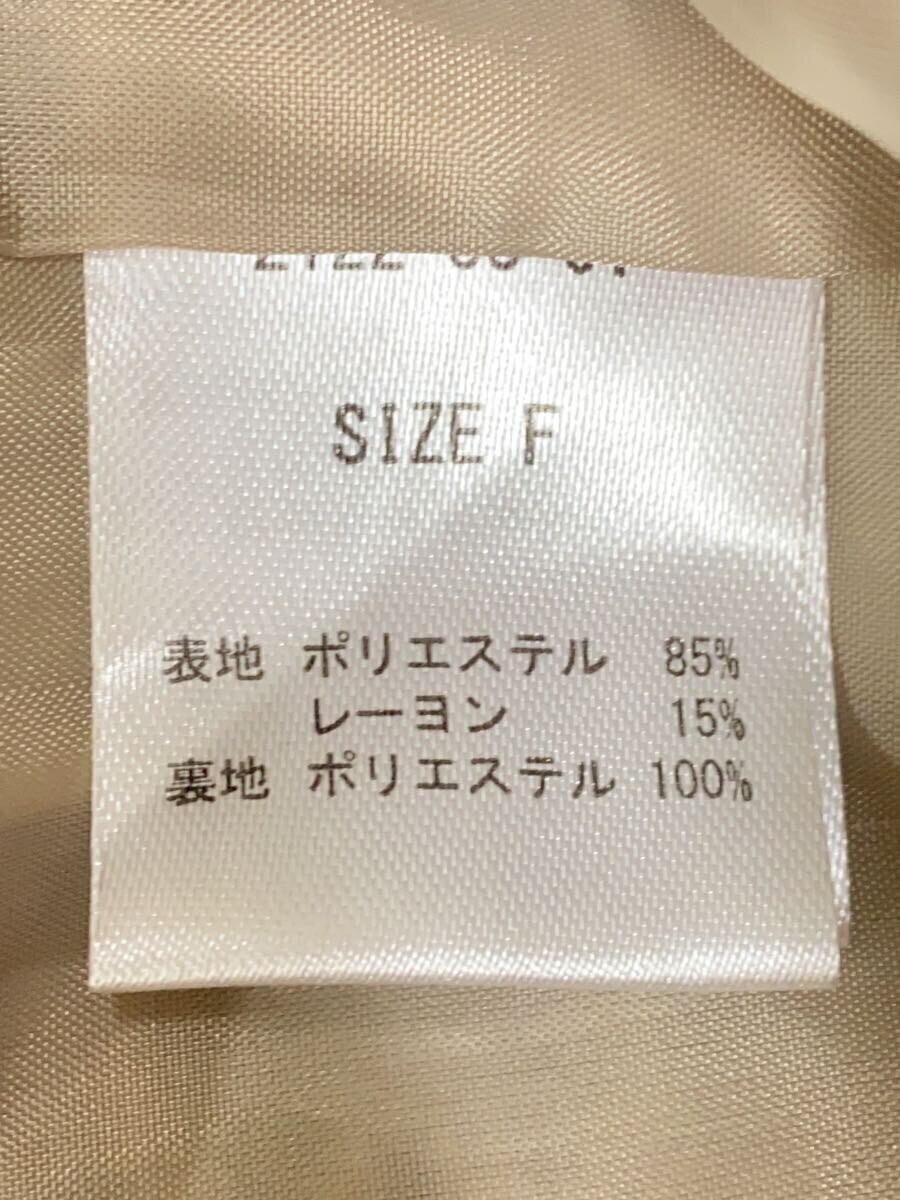 SIZE F
表地 ポリエステル 85%
レーヨン 15%
裏地 ポリエステル 100%